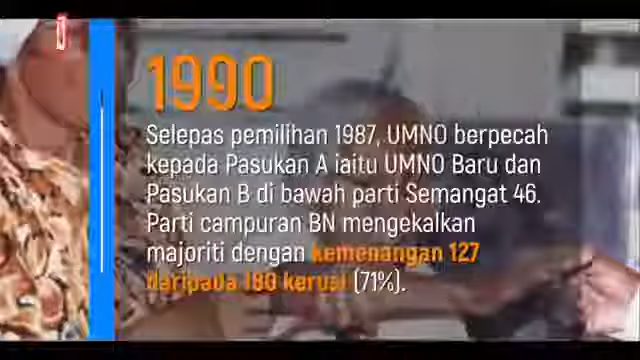 1990
Selepas pemilihan 1987, UMNO berpecah
kepada Pasukan A iaitu UMNO Baru dan
Pasukan B di bawah parti Semangat 46.
Parti campuran BN mengekalkan
majoriti dengan kemenangan 127
daripada 180 kerusi (71%).